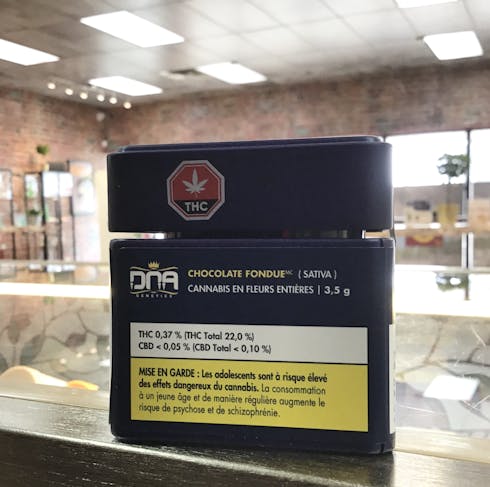 THC
DNA
GENETICS
CHOCOLATE FONDUE MC ( SATIVA )
CANNABIS EN FLEURS ENTIÈRES | 3,5 g
THC 0,37 % (THC Total 22,0 %)
CBD < 0,05 % (CBD Total < 0,10 %)
MISE EN GARDE : Les adolescents sont à risque élevé
des effets dangereux du cannabis. La consommation
à un jeune âge et de manière régulière augmente le
risque de psychose et de schizophrénie.